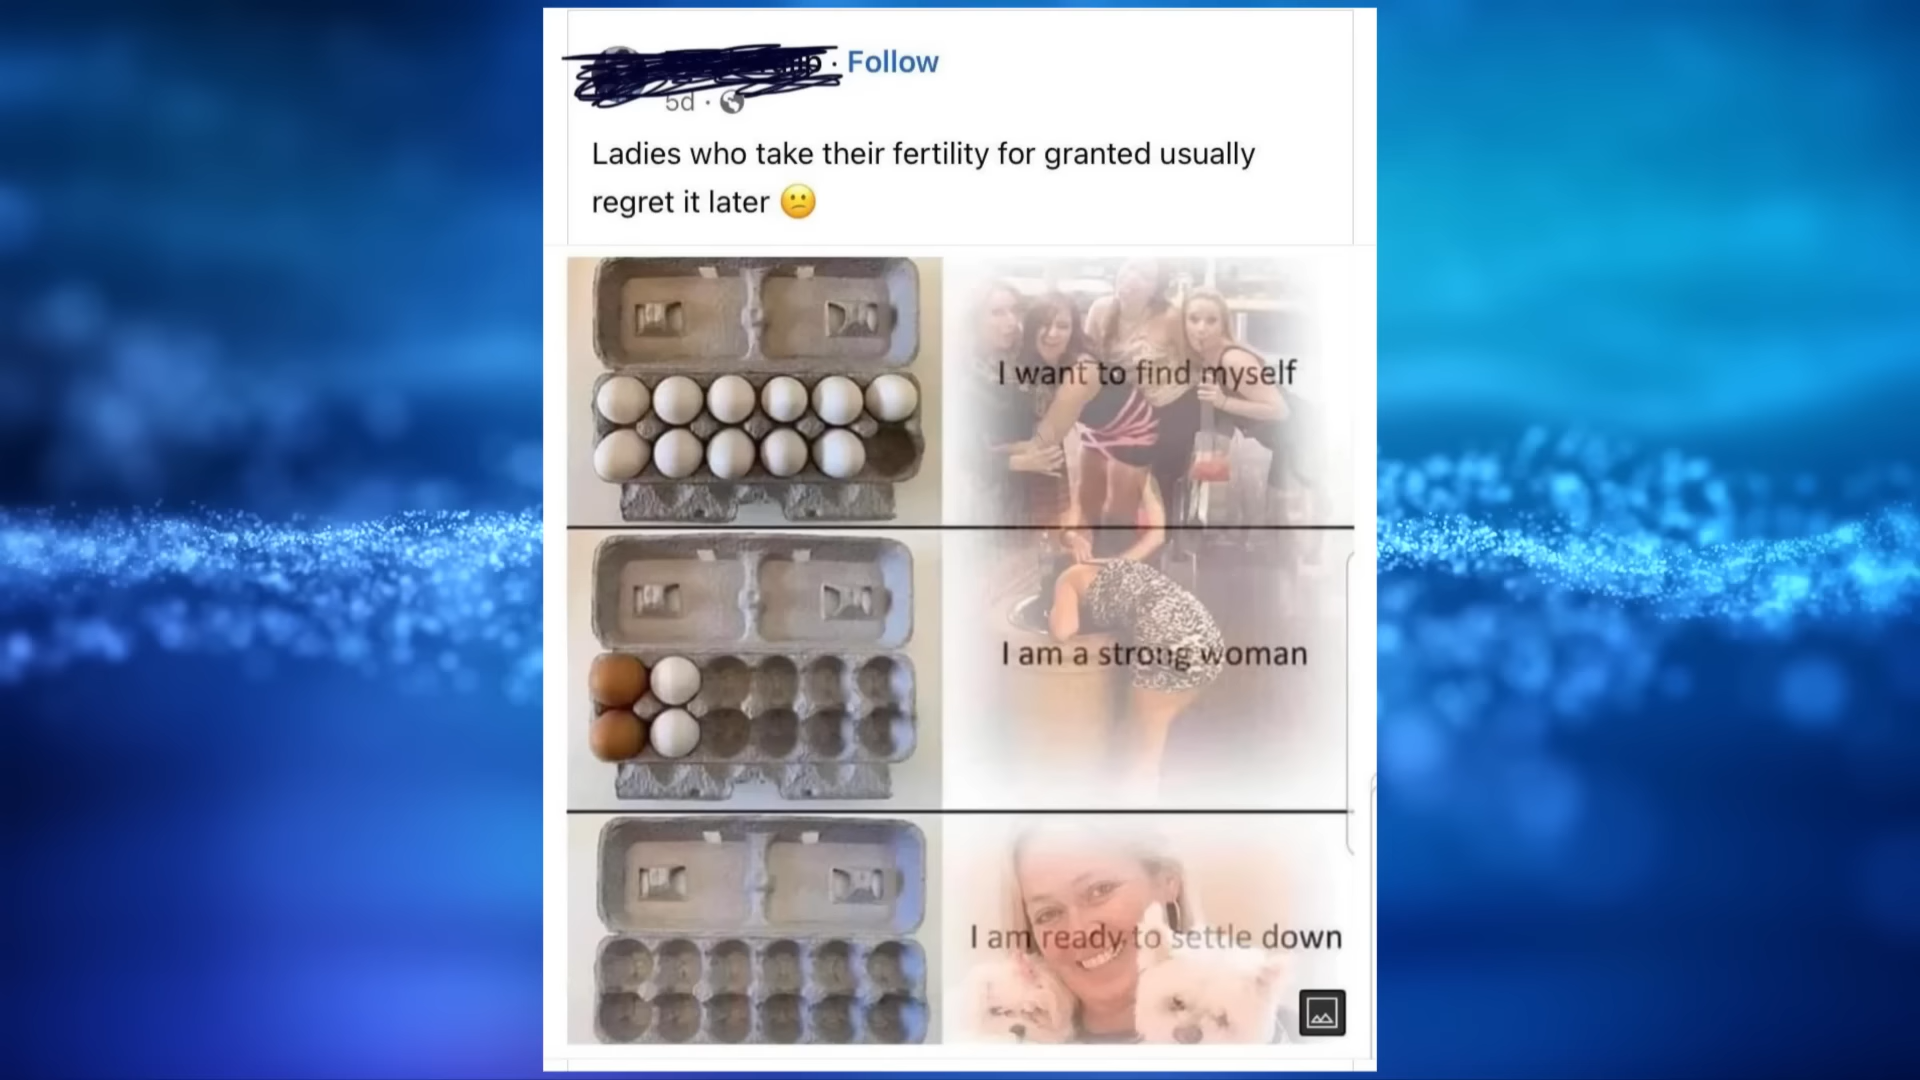 · Follow
5d ·
Ladies who take their fertility for granted usually
regret it later 😕
I want to find myself
I am a strong woman
I am ready to settle down